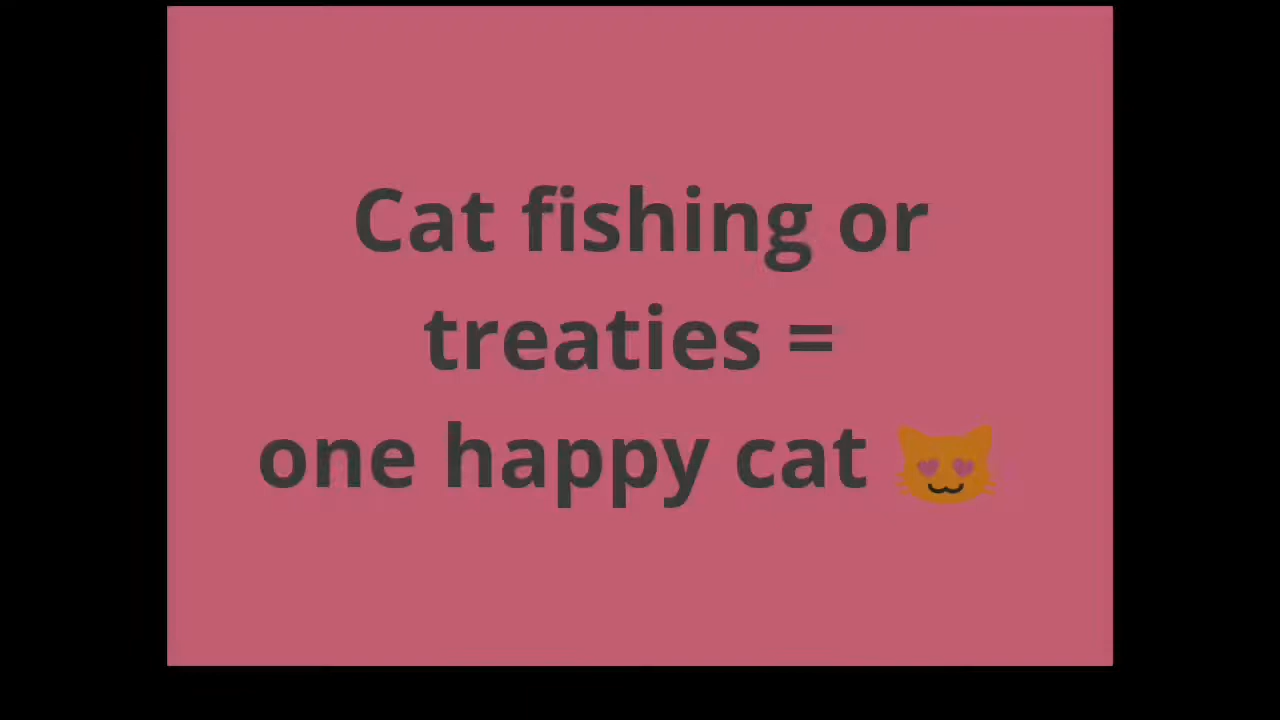 Cat fishing or
treaties =
one happy cat 😻